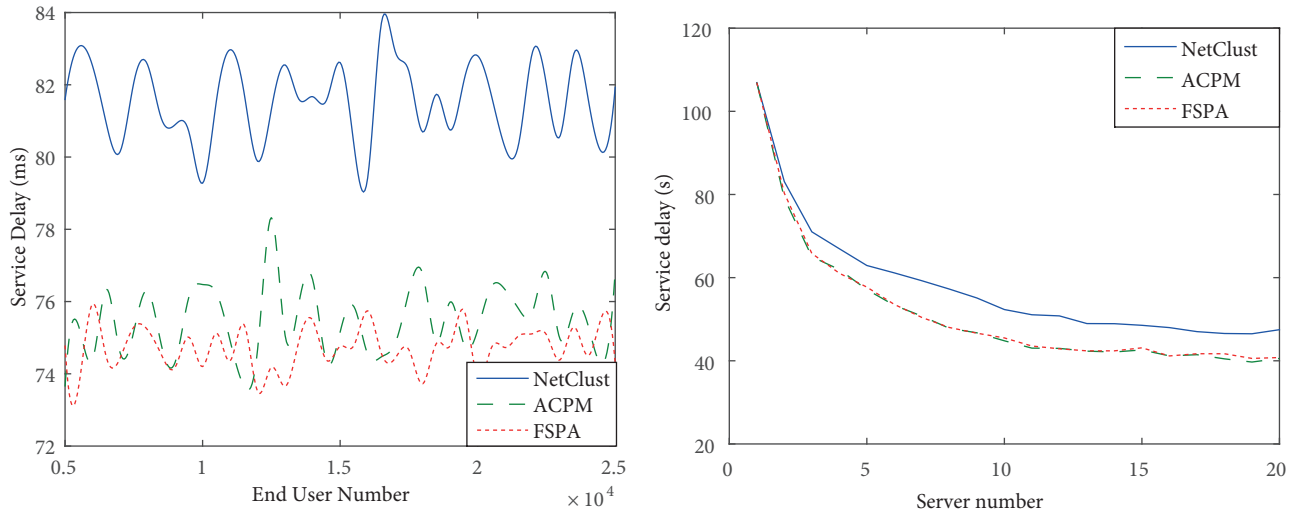 84
82
80
78
76
74
72
Service Delay (ms)
0.5
1
1.5
2
2.5
× 10^4
End User Number
NetClust
ACPM
FSPA
120
100
80
60
40
20
Service delay (s)
0
5
10
15
20
Server number
NetClust
ACPM
FSPA